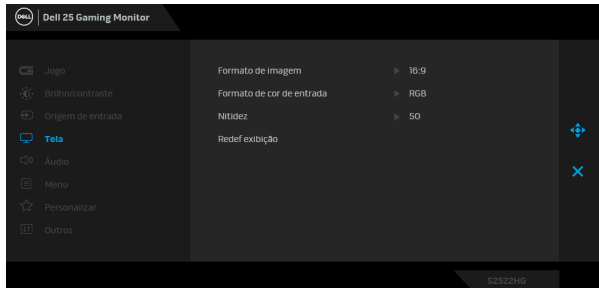 DELL Dell 25 Gaming Monitor
Jogo
Brilho/contraste
Origem de entrada
Tela
Áudio
Menu
Personalizar
Outros
Formato de imagem 16:9
Formato de cor de entrada RGB
Nitidez 50
Redef exibição
S2522HG